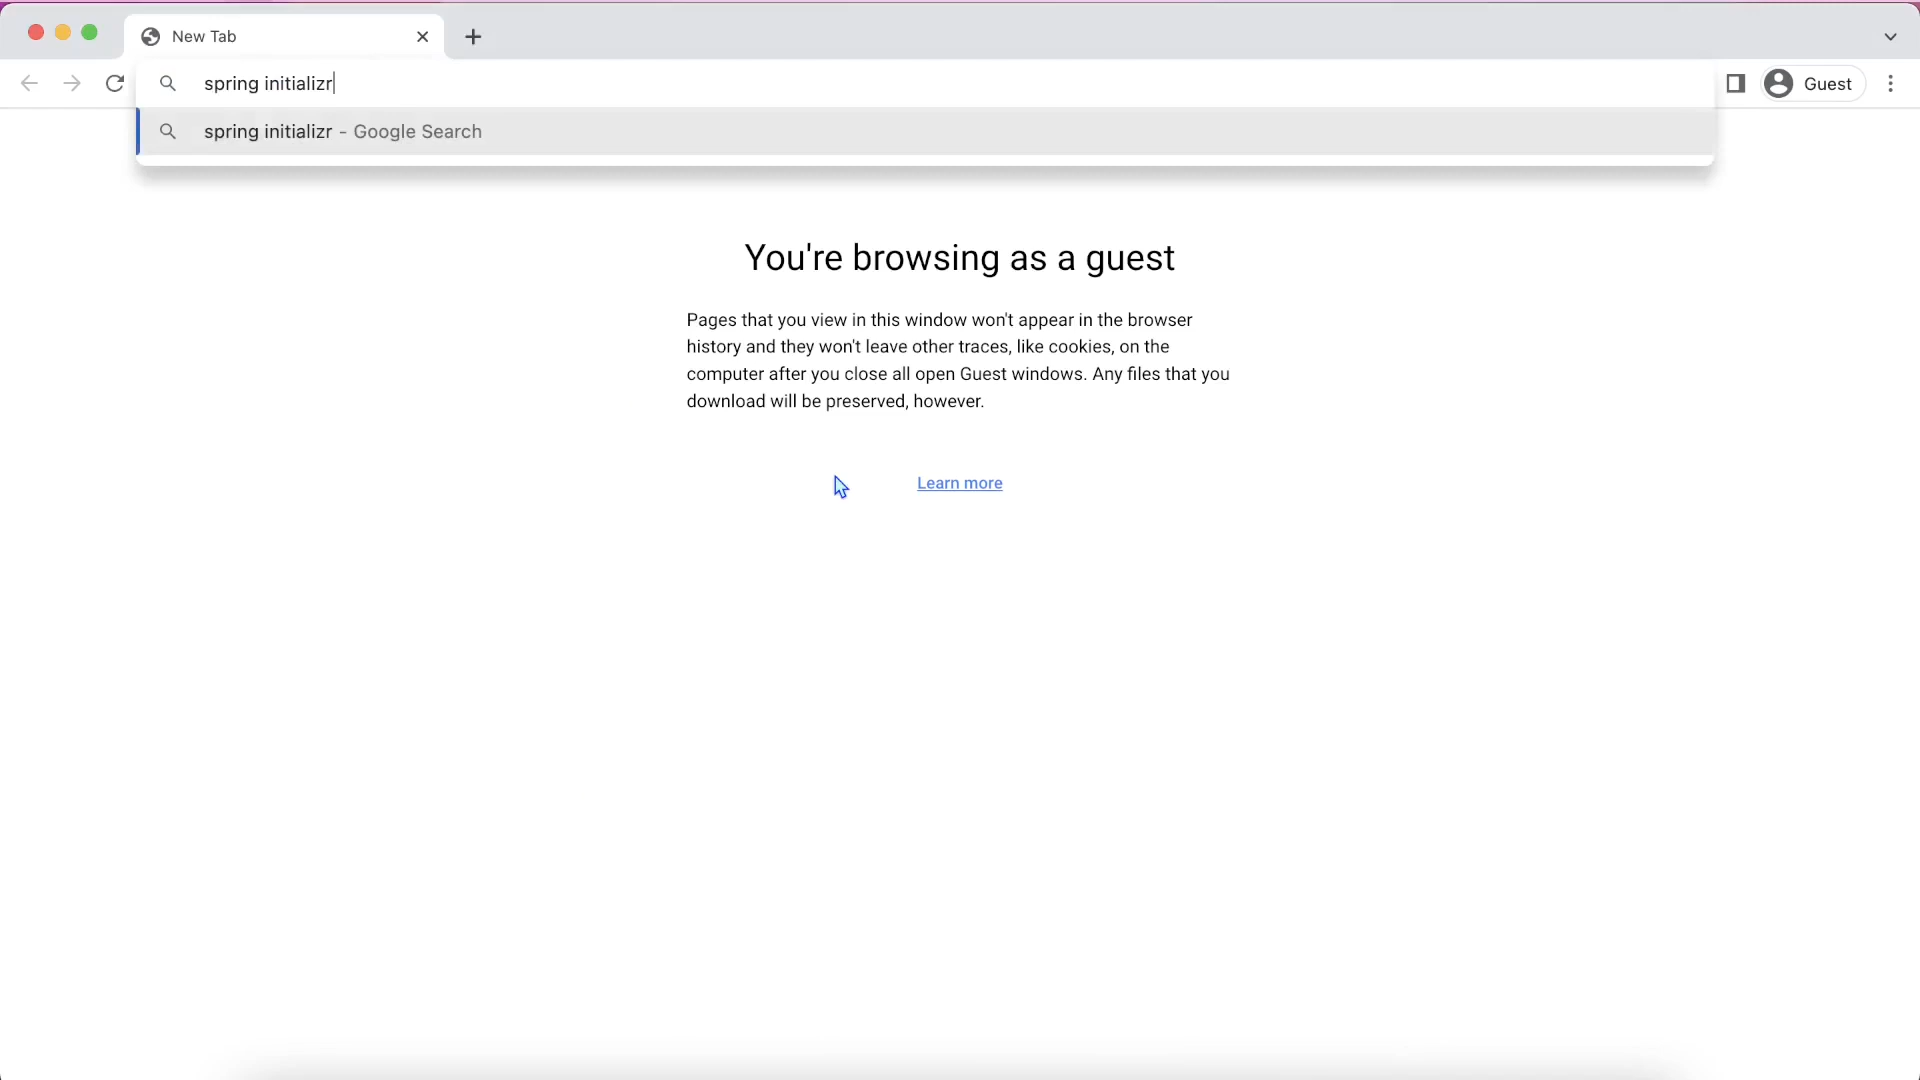 New Tab
spring initializr
Guest
spring initializr - Google Search
You're browsing as a guest
Pages that you view in this window won't appear in the browser
history and they won't leave other traces, like cookies, on the
computer after you close all open Guest windows. Any files that you
download will be preserved, however.
Learn more